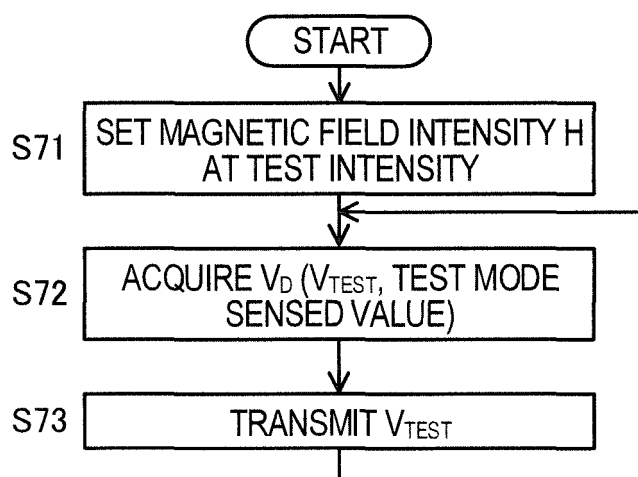 START
S71
SET MAGNETIC FIELD INTENSITY H
AT TEST INTENSITY
S72
ACQUIRE VD (VTEST, TEST MODE
SENSED VALUE)
S73
TRANSMIT VTEST